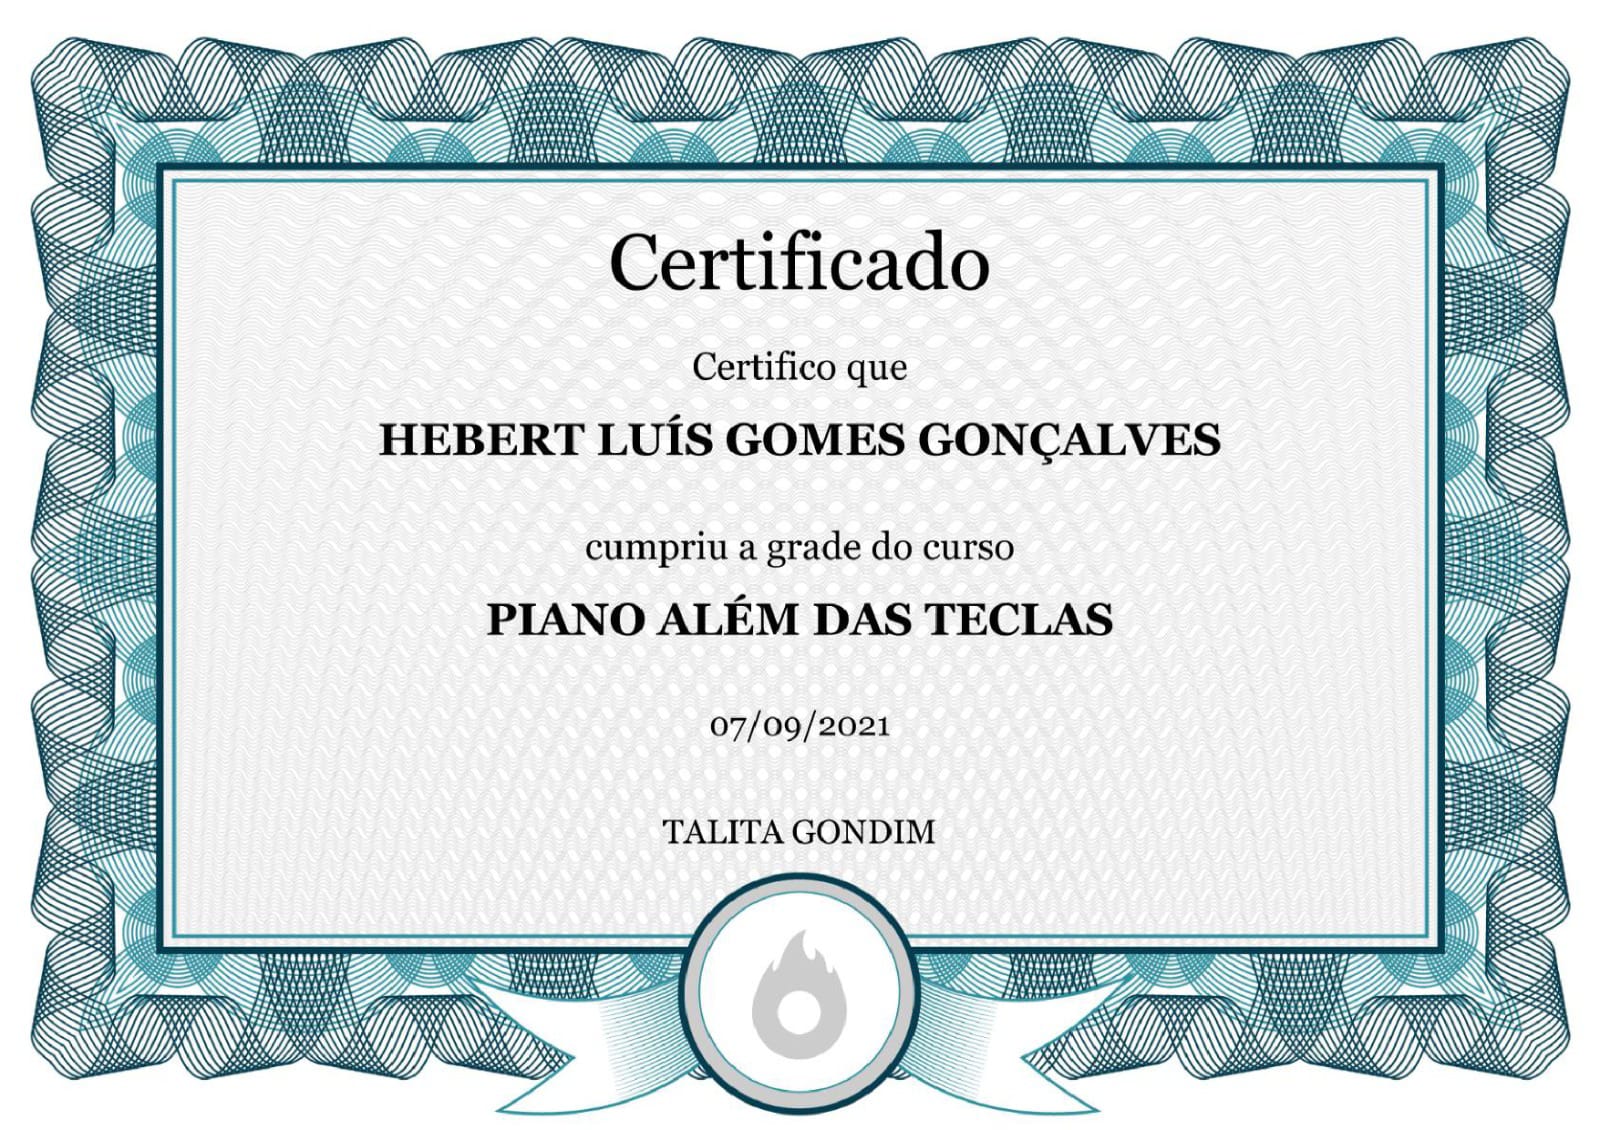 Certificado
Certifico que
HEBERT LUÍS GOMES GONÇALVES
cumpriu a grade do curso
PIANO ALÉM DAS TECLAS
07/09/2021
TALITA GONDIM